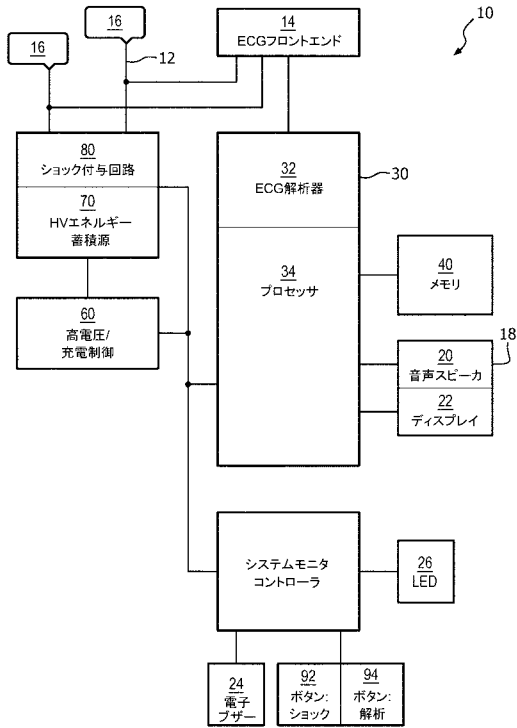 10
16
16
12
14
ECGフロントエンド
80
ショック付与回路
70
HVエネルギー
蓄積源
32
ECG解析器
30
34
プロセッサ
40
メモリ
60
高電圧/
充電制御
18
20
音声スピーカ
22
ディスプレイ
システムモニタ
コントローラ
26
LED
24
電子
ブザー
92
ボタン:
ショック
94
ボタン:
解析